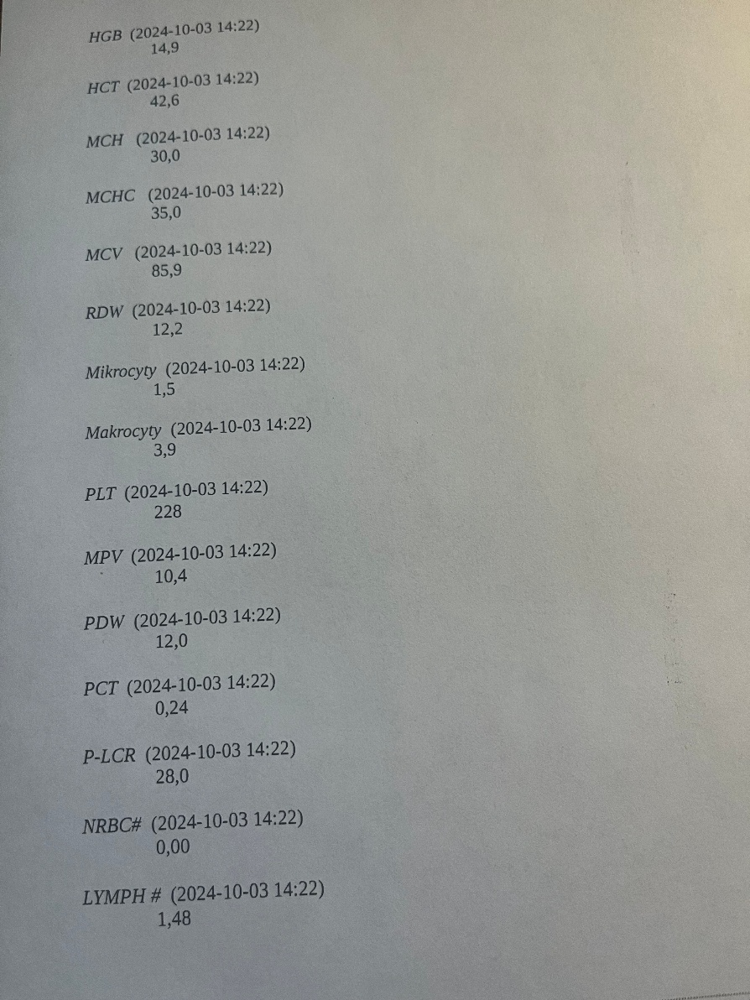 HGB (2024-10-03 14:22)
14,9
HCT (2024-10-03 14:22)
42,6
MCH (2024-10-03 14:22)
30,0
MCHC (2024-10-03 14:22)
35,0
MCV (2024-10-03 14:22)
85,9
RDW (2024-10-03 14:22)
12,2
Mikrocyty (2024-10-03 14:22)
1,5
Makrocyty (2024-10-03 14:22)
3,9
PLT (2024-10-03 14:22)
228
MPV (2024-10-03 14:22)
10,4
PDW (2024-10-03 14:22)
12,0
PCT (2024-10-03 14:22)
0,24
P-LCR (2024-10-03 14:22)
28,0
NRBC# (2024-10-03 14:22)
0,00
LYMPH # (2024-10-03 14:22)
1,48